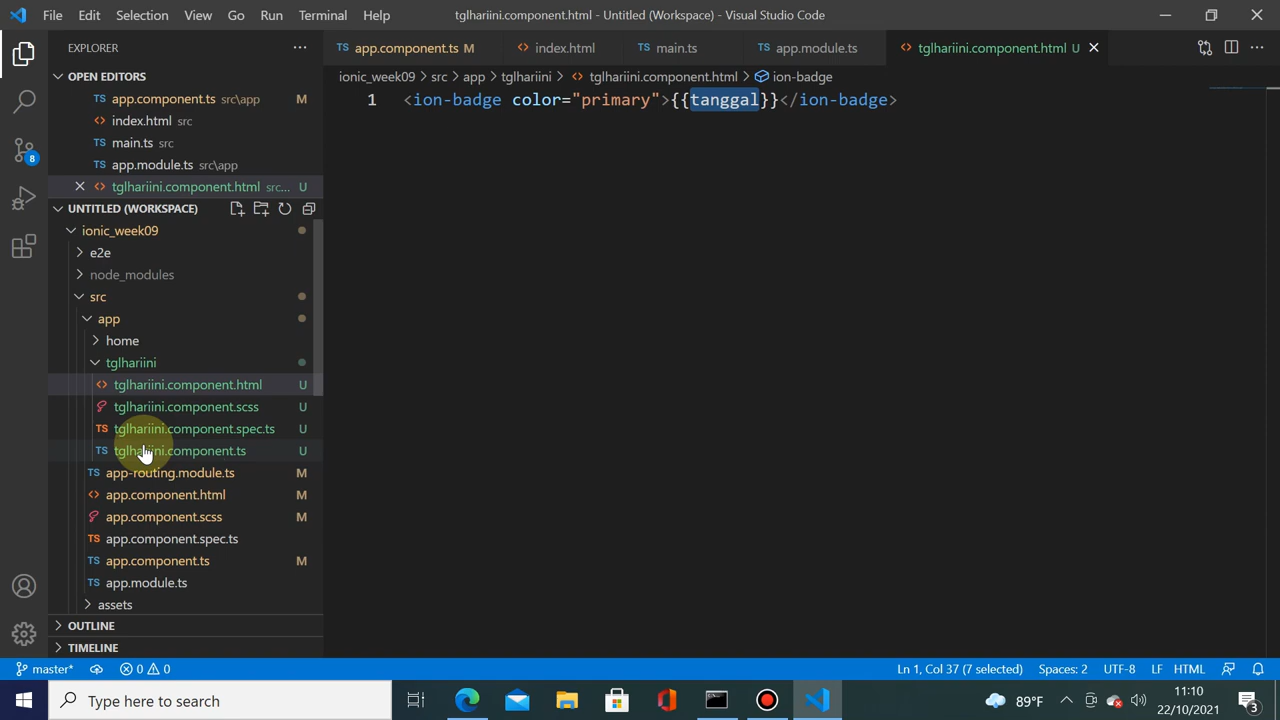 File Edit Selection View Go Run Terminal Help tglhariini.component.html - Untitled (Workspace) - Visual Studio Code
EXPLORER
app.component.ts M index.html main.ts app.module.ts tglhariini.component.html U
OPEN EDITORS
ionic_week09 > src > app > tglhariini > tglhariini.component.html > ion-badge
1 <ion-badge color="primary">{{tanggal}}</ion-badge>
app.component.ts src\app M
index.html src
main.ts src
app.module.ts src\app
tglhariini.component.html src... U
UNTITLED (WORKSPACE)
ionic_week09
e2e
node_modules
src
app
home
tglhariini
tglhariini.component.html U
tglhariini.component.scss U
tglhariini.component.spec.ts U
tglhariini.component.ts U
app-routing.module.ts M
app.component.html M
app.component.scss M
app.component.spec.ts
app.component.ts M
app.module.ts
assets
OUTLINE
TIMELINE
8
master* 0 0 Ln 1, Col 37 (7 selected) Spaces: 2 UTF-8 LF HTML
Type here to search 89°F 11:10
22/10/2021 3